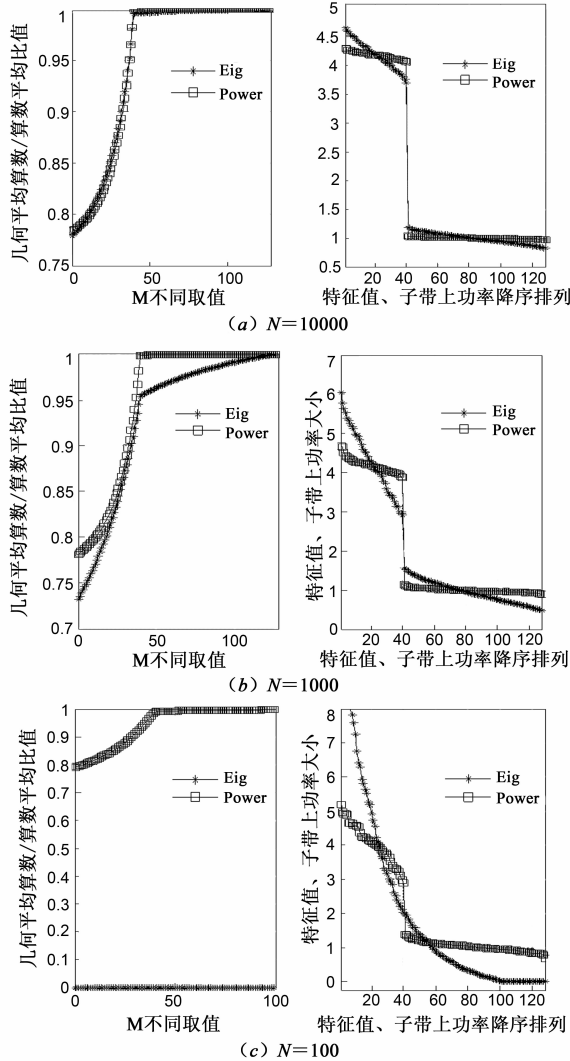 几何平均算数/算数平均比值
1
0.95
0.9
0.85
0.8
0.75
0
50
100
M不同取值
Eig
Power
5
4.5
4
3.5
3
2.5
2
1.5
1
0.5
20 40 60 80 100 120
特征值、子带上功率降序排列
Eig
Power
(a) N=10000
几何平均算数/算数平均比值
1
0.95
0.9
0.85
0.8
0.75
0.7
0
50
100
M不同取值
Eig
Power
特征值、子带上功率大小
7
6
5
4
3
2
1
0
20 40 60 80 100 120
特征值、子带上功率降序排列
Eig
Power
(b) N=1000
几何平均算数/算数平均比值
1
0.9
0.8
0.7
0.6
0.5
0.4
0.3
0.2
0.1
0
0
50
100
M不同取值
Eig
Power
特征值、子带上功率大小
8
7
6
5
4
3
2
1
0
20 40 60 80 100 120
特征值、子带上功率降序排列
Eig
Power
(c) N=100